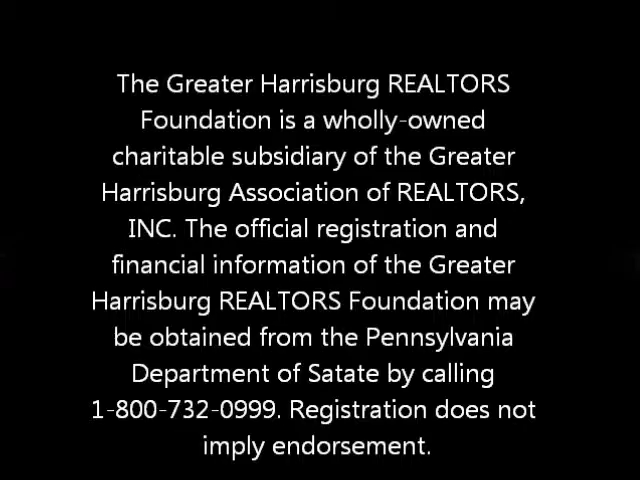 The Greater Harrisburg REALTORS
Foundation is a wholly-owned
charitable subsidiary of the Greater
Harrisburg Association of REALTORS,
INC. The official registration and
financial information of the Greater
Harrisburg REALTORS Foundation may
be obtained from the Pennsylvania
Department of Satate by calling
1-800-732-0999. Registration does not
imply endorsement.